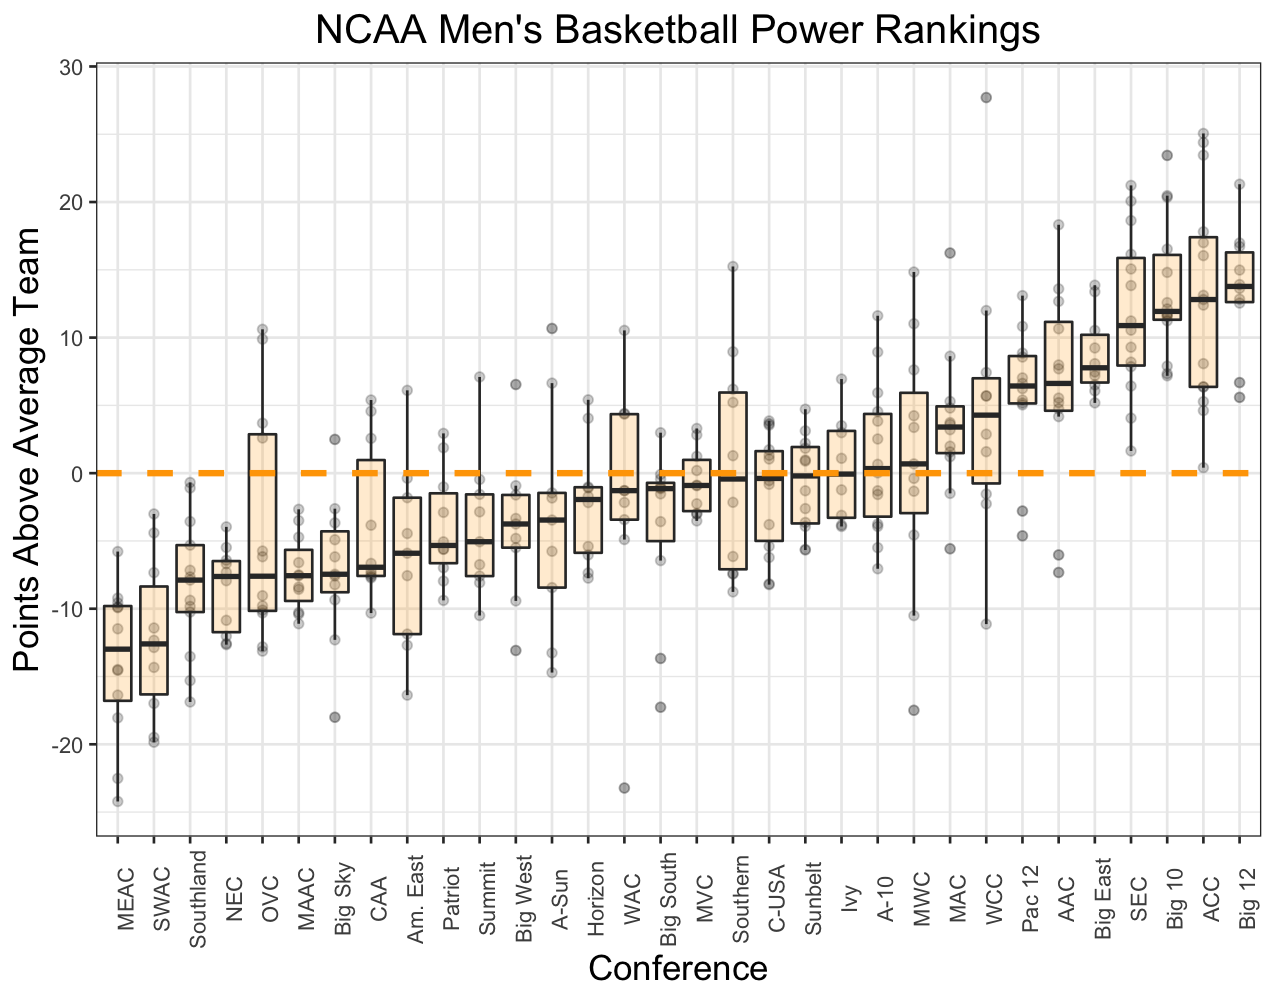 NCAA Men's Basketball Power Rankings
Points Above Average Team
30
20
10
0
-10
-20
MEAC
SWAC
Southland
NEC
OVC
MAAC
Big Sky
CAA
Am. East
Patriot
Summit
Big West
A-Sun
Horizon
WAC
Big South
MVC
Southern
C-USA
Sunbelt
Ivy
A-10
MWC
MAC
WCC
Pac 12
AAC
Big East
SEC
Big 10
ACC
Big 12
Conference